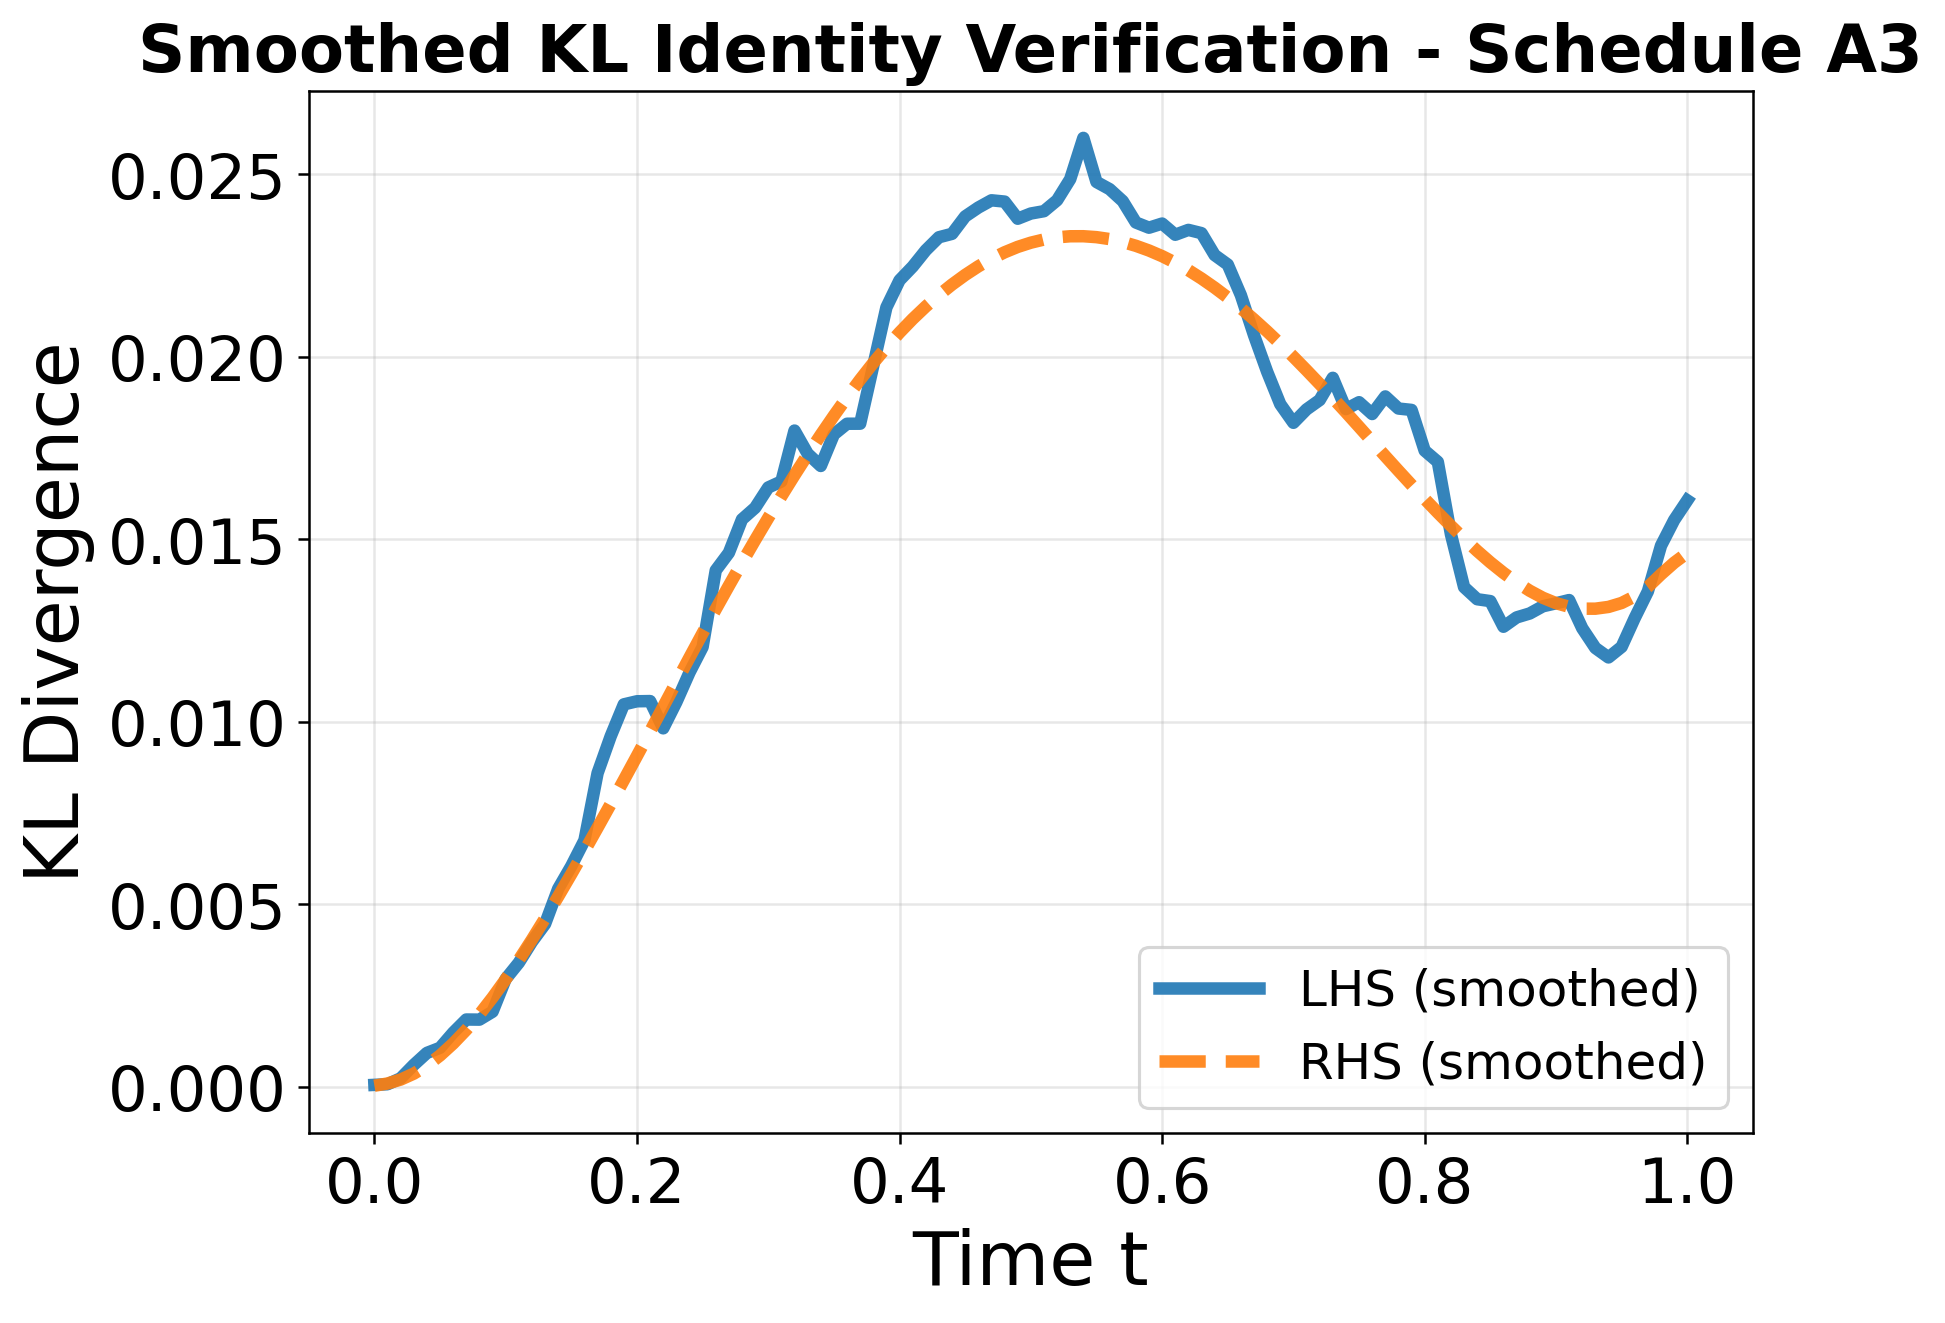 Smoothed KL Identity Verification - Schedule A3
KL Divergence
0.025
0.020
0.015
0.010
0.005
0.000
LHS (smoothed)
RHS (smoothed)
0.0 0.2 0.4 0.6 0.8 1.0
Time t